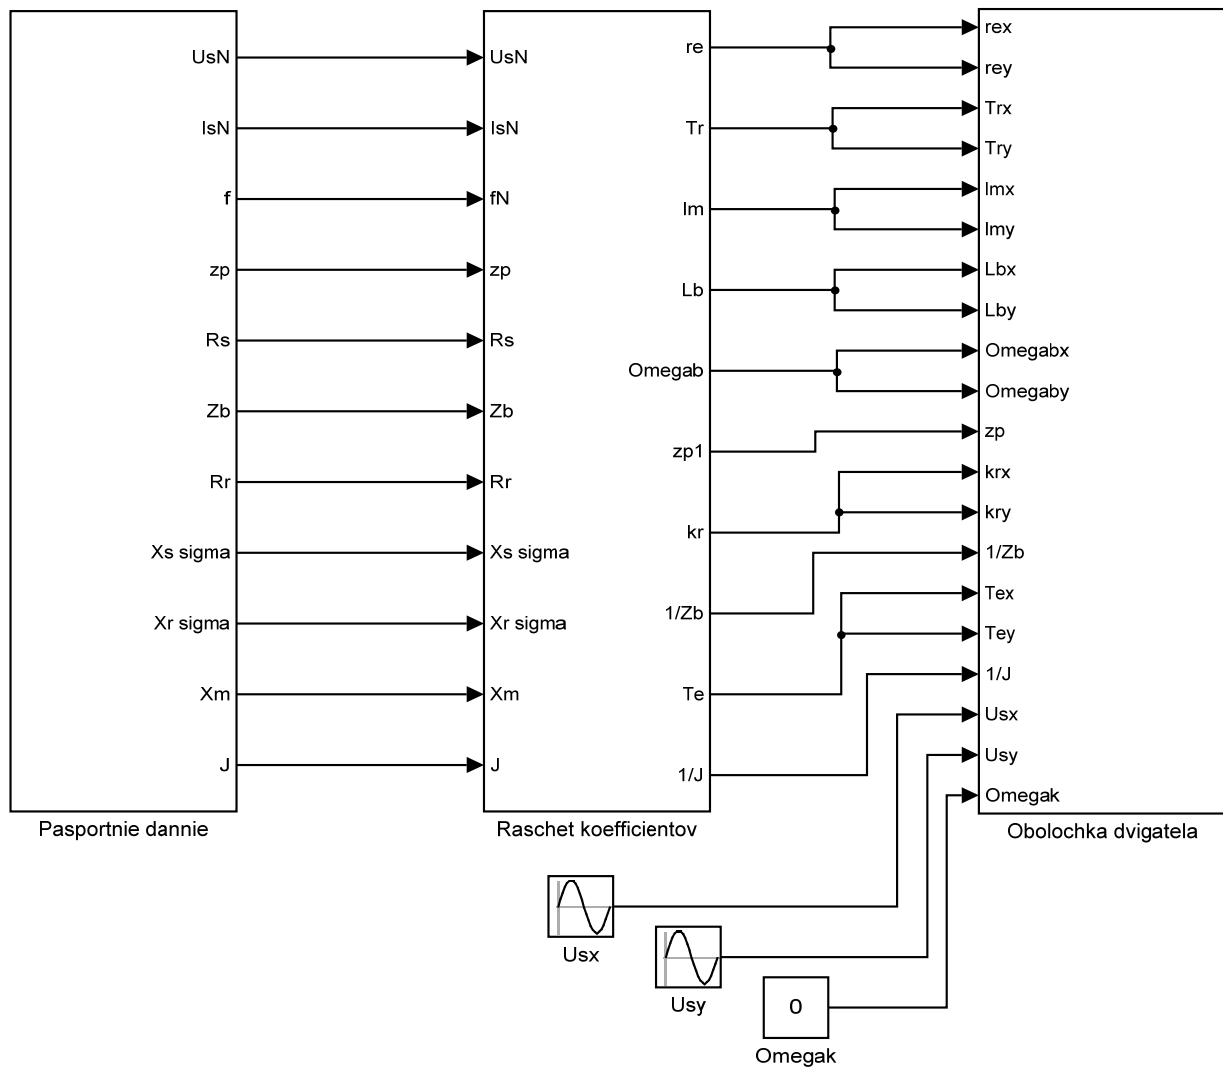 UsN
IsN
f
zp
Rs
Zb
Rr
Xs sigma
Xr sigma
Xm
J
Pasportnie dannie
UsN
IsN
fN
zp
Rs
Zb
Rr
Xs sigma
Xr sigma
Xm
J
re
Tr
lm
Lb
Omegab
zp1
kr
1/Zb
Te
1/J
Raschet koefficientov
rex
rey
Trx
Try
lmx
lmy
Lbx
Lby
Omegabx
Omegaby
zp
krx
kry
1/Zb
Tex
Tey
1/J
Usx
Usy
Omegak
Obolochka dvigatela
Usx
Usy
0
Omegak